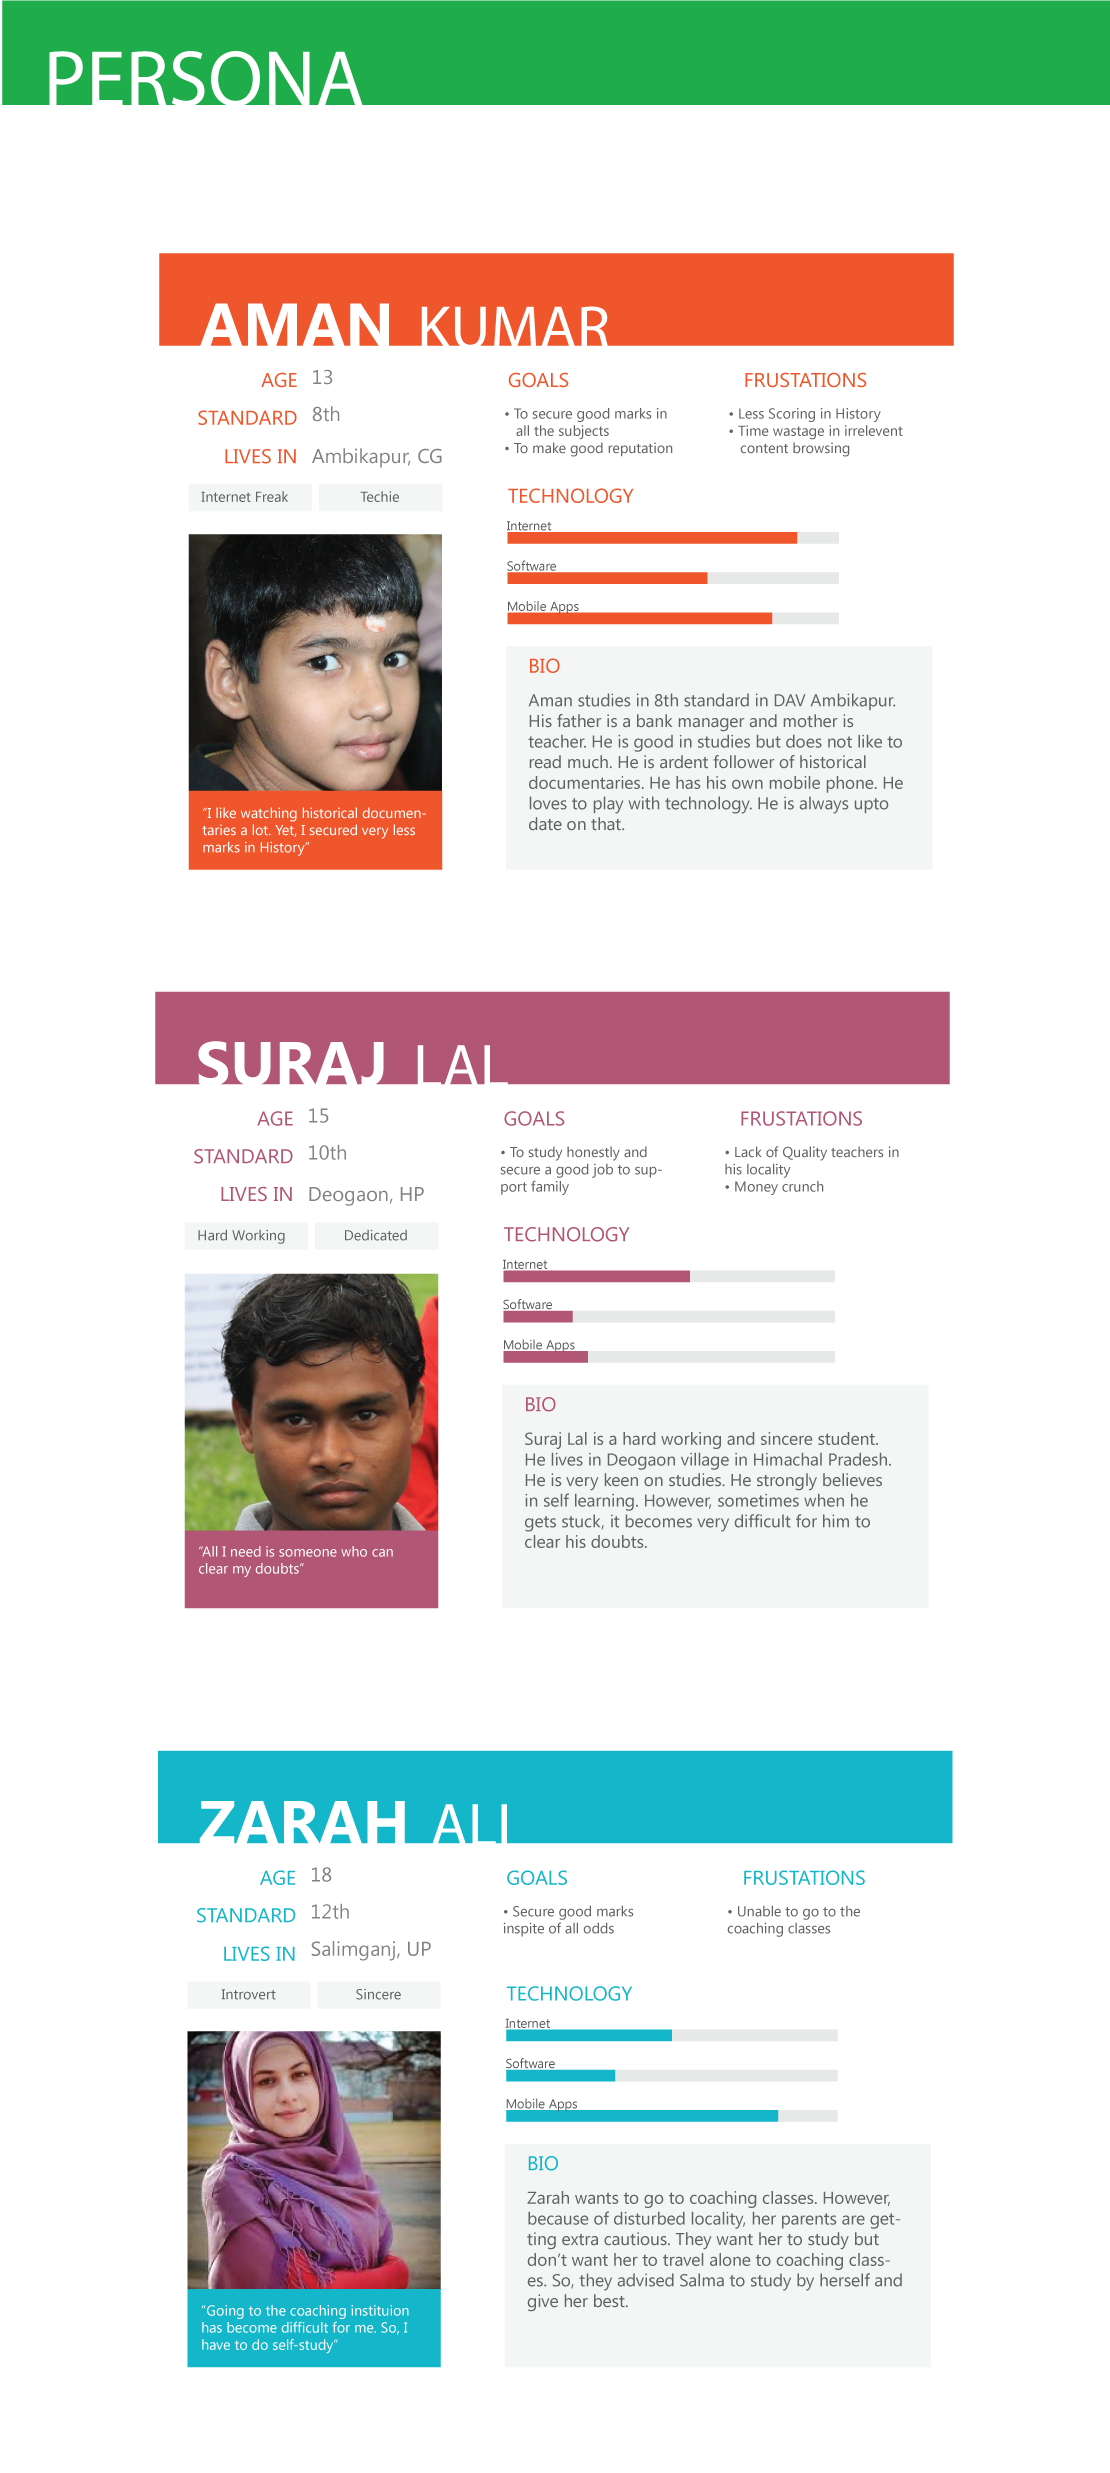 PERSONA
AMAN KUMAR
AGE 13
STANDARD 8th
LIVES IN Ambikapur, CG
Internet Freak Techie
"I like watching historical documen-
taries a lot. Yet, I secured very less
marks in History"
GOALS
• To secure good marks in
all the subjects
• To make good reputation
FRUSTATIONS
• Less Scoring in History
• Time wastage in irrelevent
content browsing
TECHNOLOGY
Internet
Software
Mobile Apps
BIO
Aman studies in 8th standard in DAV Ambikapur.
His father is a bank manager and mother is
teacher. He is good in studies but does not like to
read much. He is ardent follower of historical
documentaries. He has his own mobile phone. He
loves to play with technology. He is always upto
date on that.
SURAJ LAL
AGE 15
STANDARD 10th
LIVES IN Deogaon, HP
Hard Working Dedicated
"All I need is someone who can
clear my doubts"
GOALS
• To study honestly and
secure a good job to sup-
port family
FRUSTATIONS
• Lack of Quality teachers in
his locality
• Money crunch
TECHNOLOGY
Internet
Software
Mobile Apps
BIO
Suraj Lal is a hard working and sincere student.
He lives in Deogaon village in Himachal Pradesh.
He is very keen on studies. He strongly believes
in self learning. However, sometimes when he
gets stuck, it becomes very difficult for him to
clear his doubts.
ZARAH ALI
AGE 18
STANDARD 12th
LIVES IN Salimganj, UP
Introvert Sincere
"Going to the coaching instituion
has become difficult for me. So, I
have to do self-study"
GOALS
• Secure good marks
inspite of all odds
FRUSTATIONS
• Unable to go to the
coaching classes
TECHNOLOGY
Internet
Software
Mobile Apps
BIO
Zarah wants to go to coaching classes. However,
because of disturbed locality, her parents are get-
ting extra cautious. They want her to study but
don't want her to travel alone to coaching class-
es. So, they advised Salma to study by herself and
give her best.